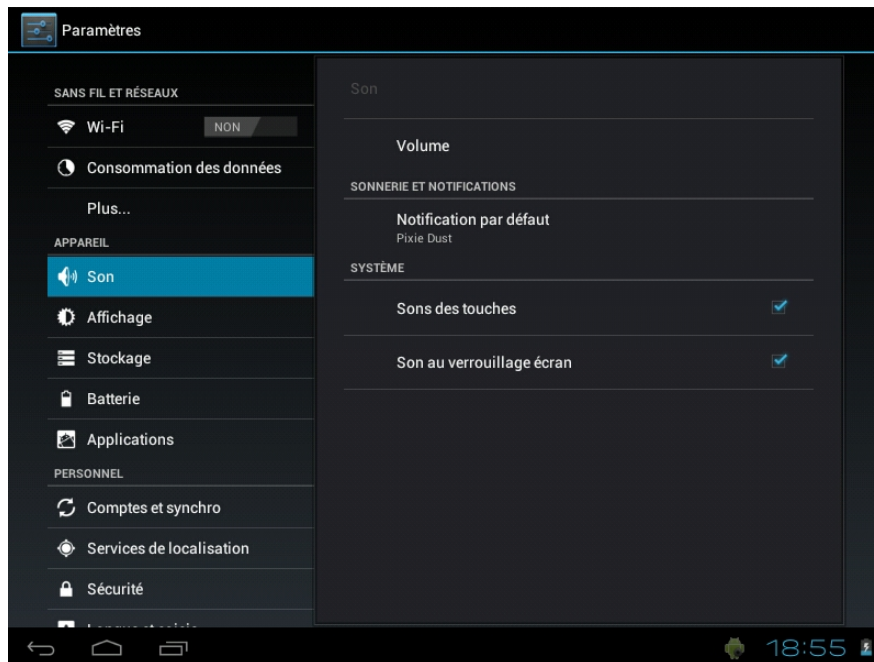 Paramètres
SANS FIL ET RÉSEAUX
Wi-Fi NON
Consommation des données
Plus...
APPAREIL
Son
Affichage
Stockage
Batterie
Applications
PERSONNEL
Comptes et synchro
Services de localisation
Sécurité
Son
Volume
SONNERIE ET NOTIFICATIONS
Notification par défaut
Pixie Dust
SYSTÈME
Sons des touches
Son au verrouillage écran
18:55